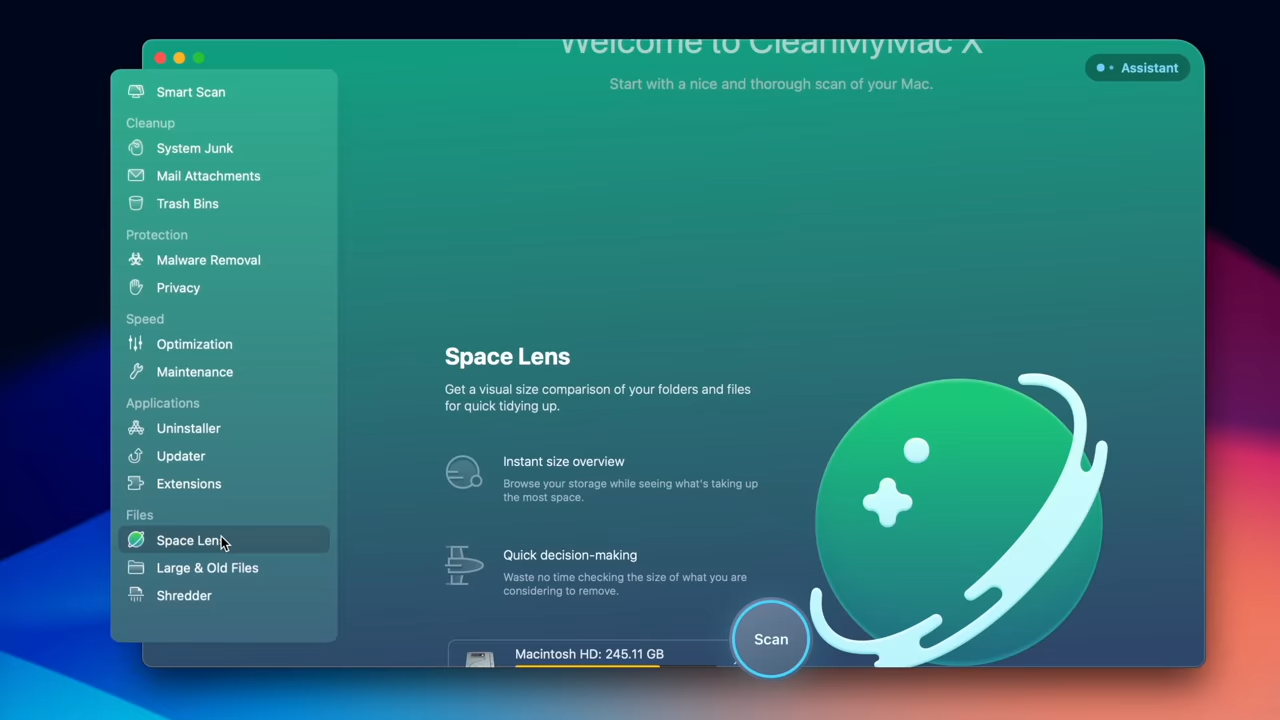 Welcome to CleanMyMac X
Start with a nice and thorough scan of your Mac.
Assistant
Smart Scan
Cleanup
System Junk
Mail Attachments
Trash Bins
Protection
Malware Removal
Privacy
Speed
Optimization
Maintenance
Applications
Uninstaller
Updater
Extensions
Files
Space Lens
Large & Old Files
Shredder
Space Lens
Get a visual size comparison of your folders and files
for quick tidying up.
Instant size overview
Browse your storage while seeing what's taking up
the most space.
Quick decision-making
Waste no time checking the size of what you are
considering to remove.
Macintosh HD: 245.11 GB
Scan